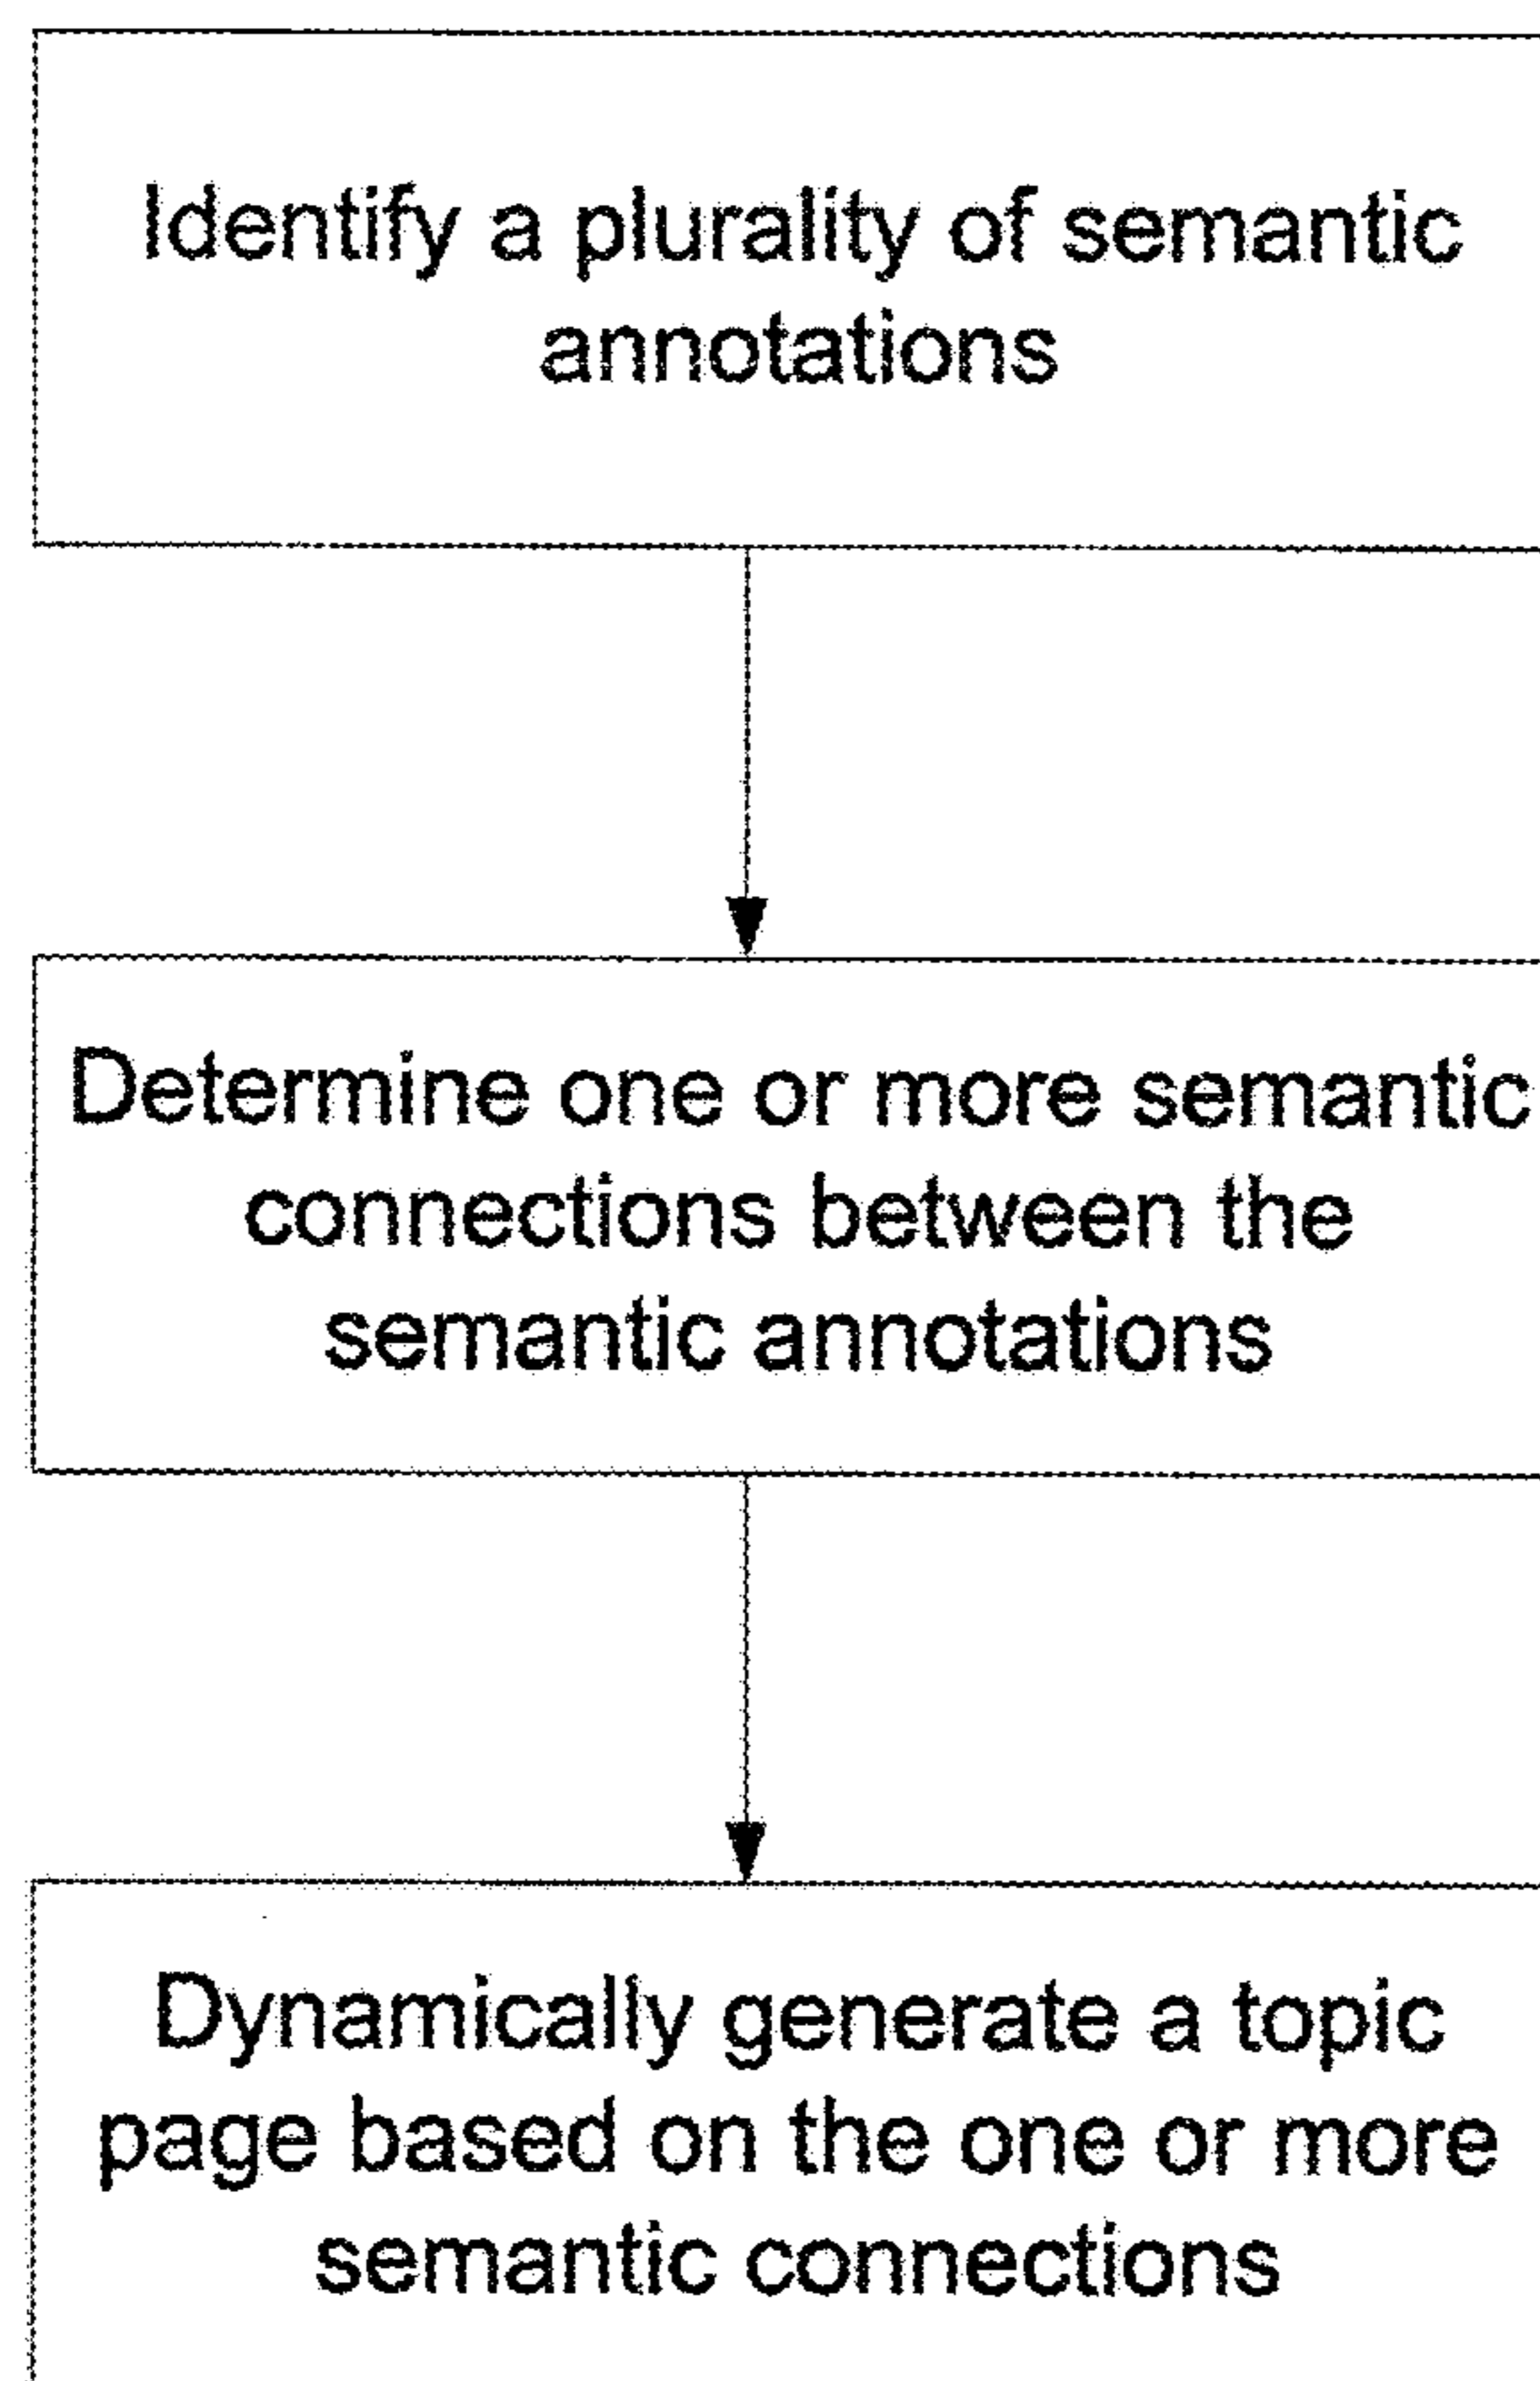 Identify a plurality of semantic
annotations
Determine one or more semantic
connections between the
semantic annotations
Dynamically generate a topic
page based on the one or more
semantic connections